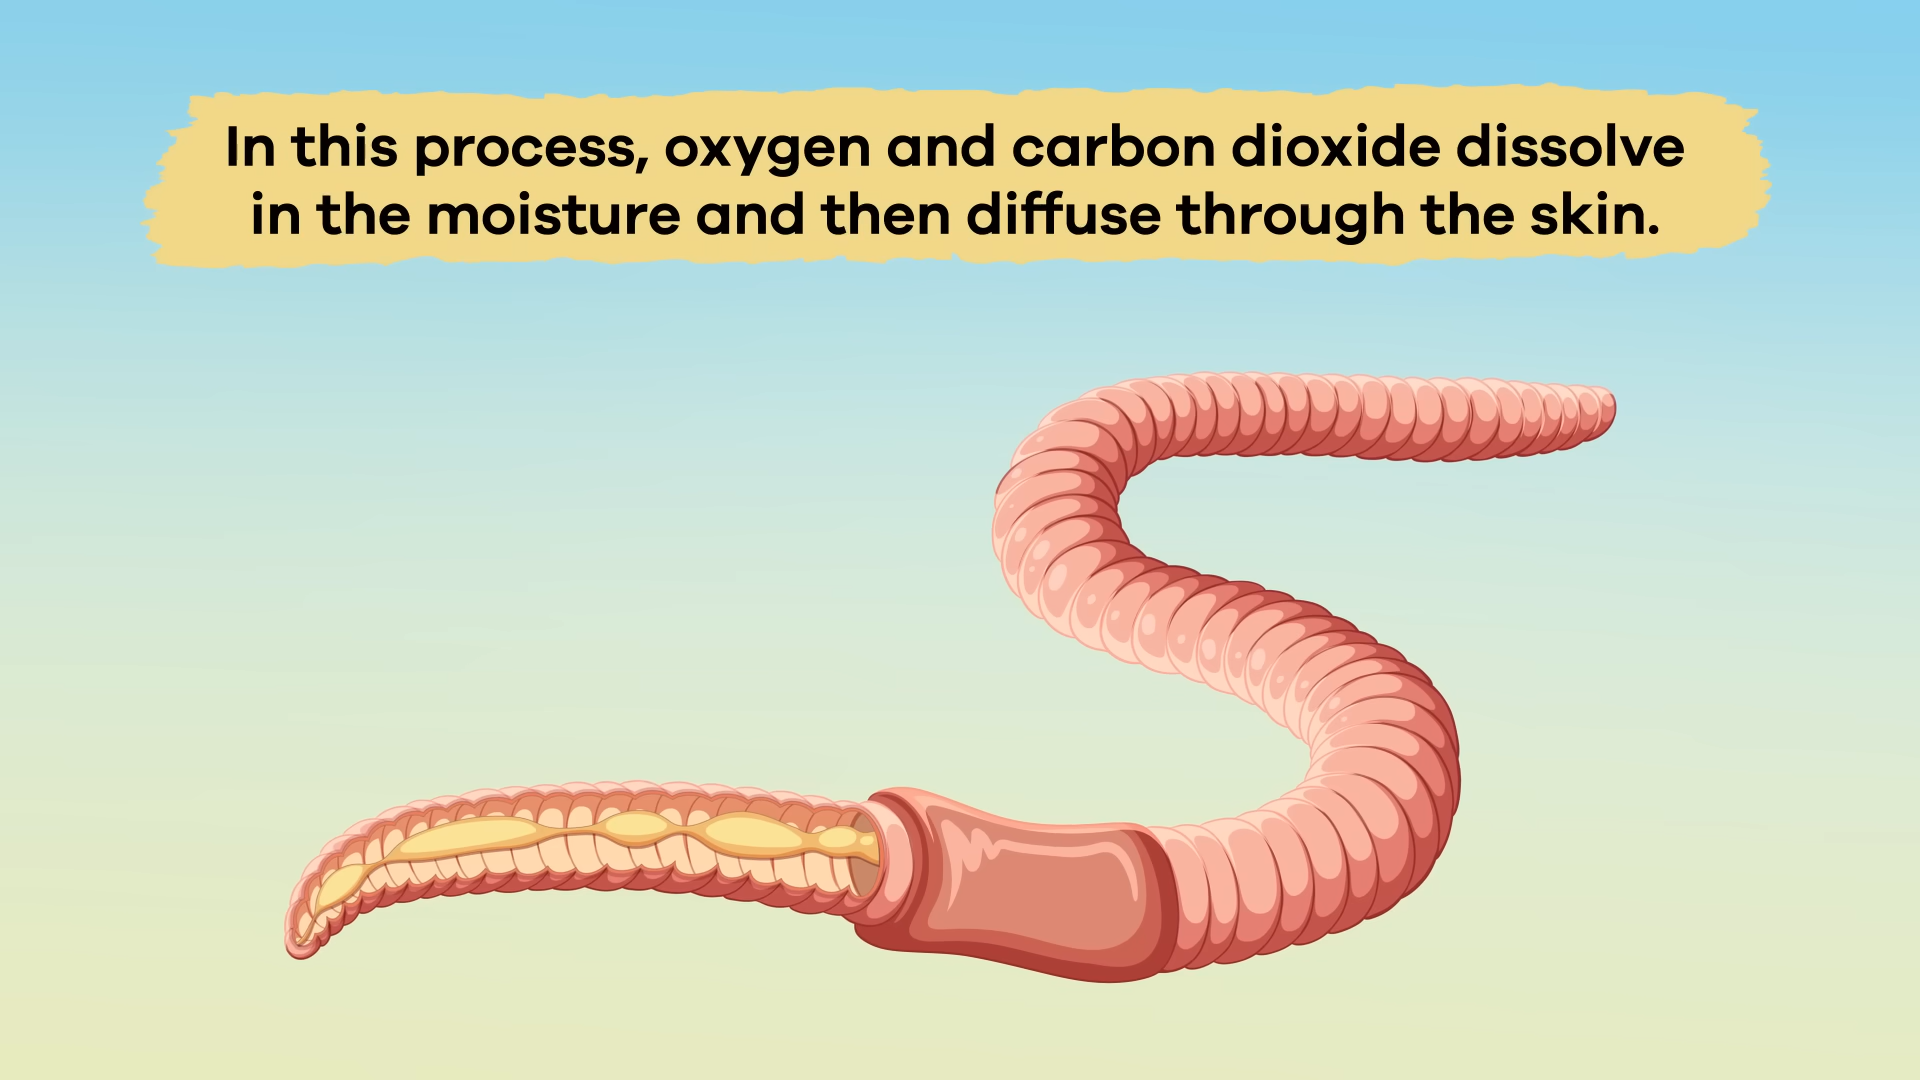 In this process, oxygen and carbon dioxide dissolve
in the moisture and then diffuse through the skin.